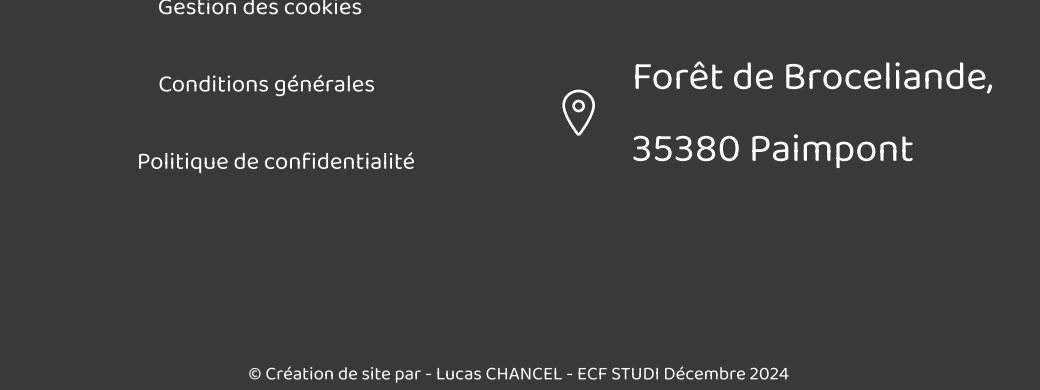 Gestion des cookies
Conditions générales
Politique de confidentialité
Forêt de Broceliande,
35380 Paimpont
© Création de site par - Lucas CHANCEL - ECF STUDI Décembre 2024